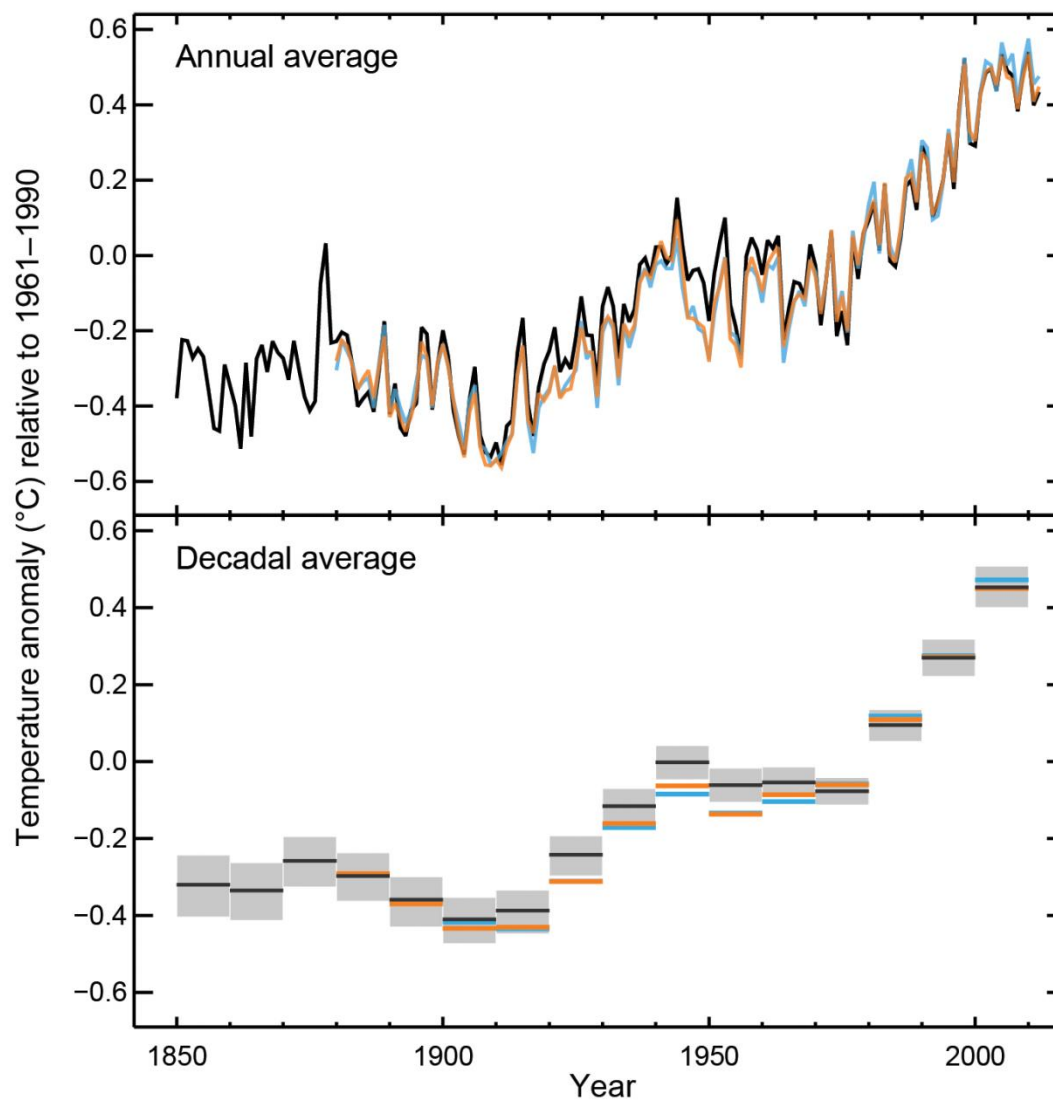 Temperature anomaly (°C) relative to 1961–1990
Annual average
0.6
0.4
0.2
0.0
−0.2
−0.4
−0.6
Decadal average
0.6
0.4
0.2
0.0
−0.2
−0.4
−0.6
1850 1900 1950 2000
Year